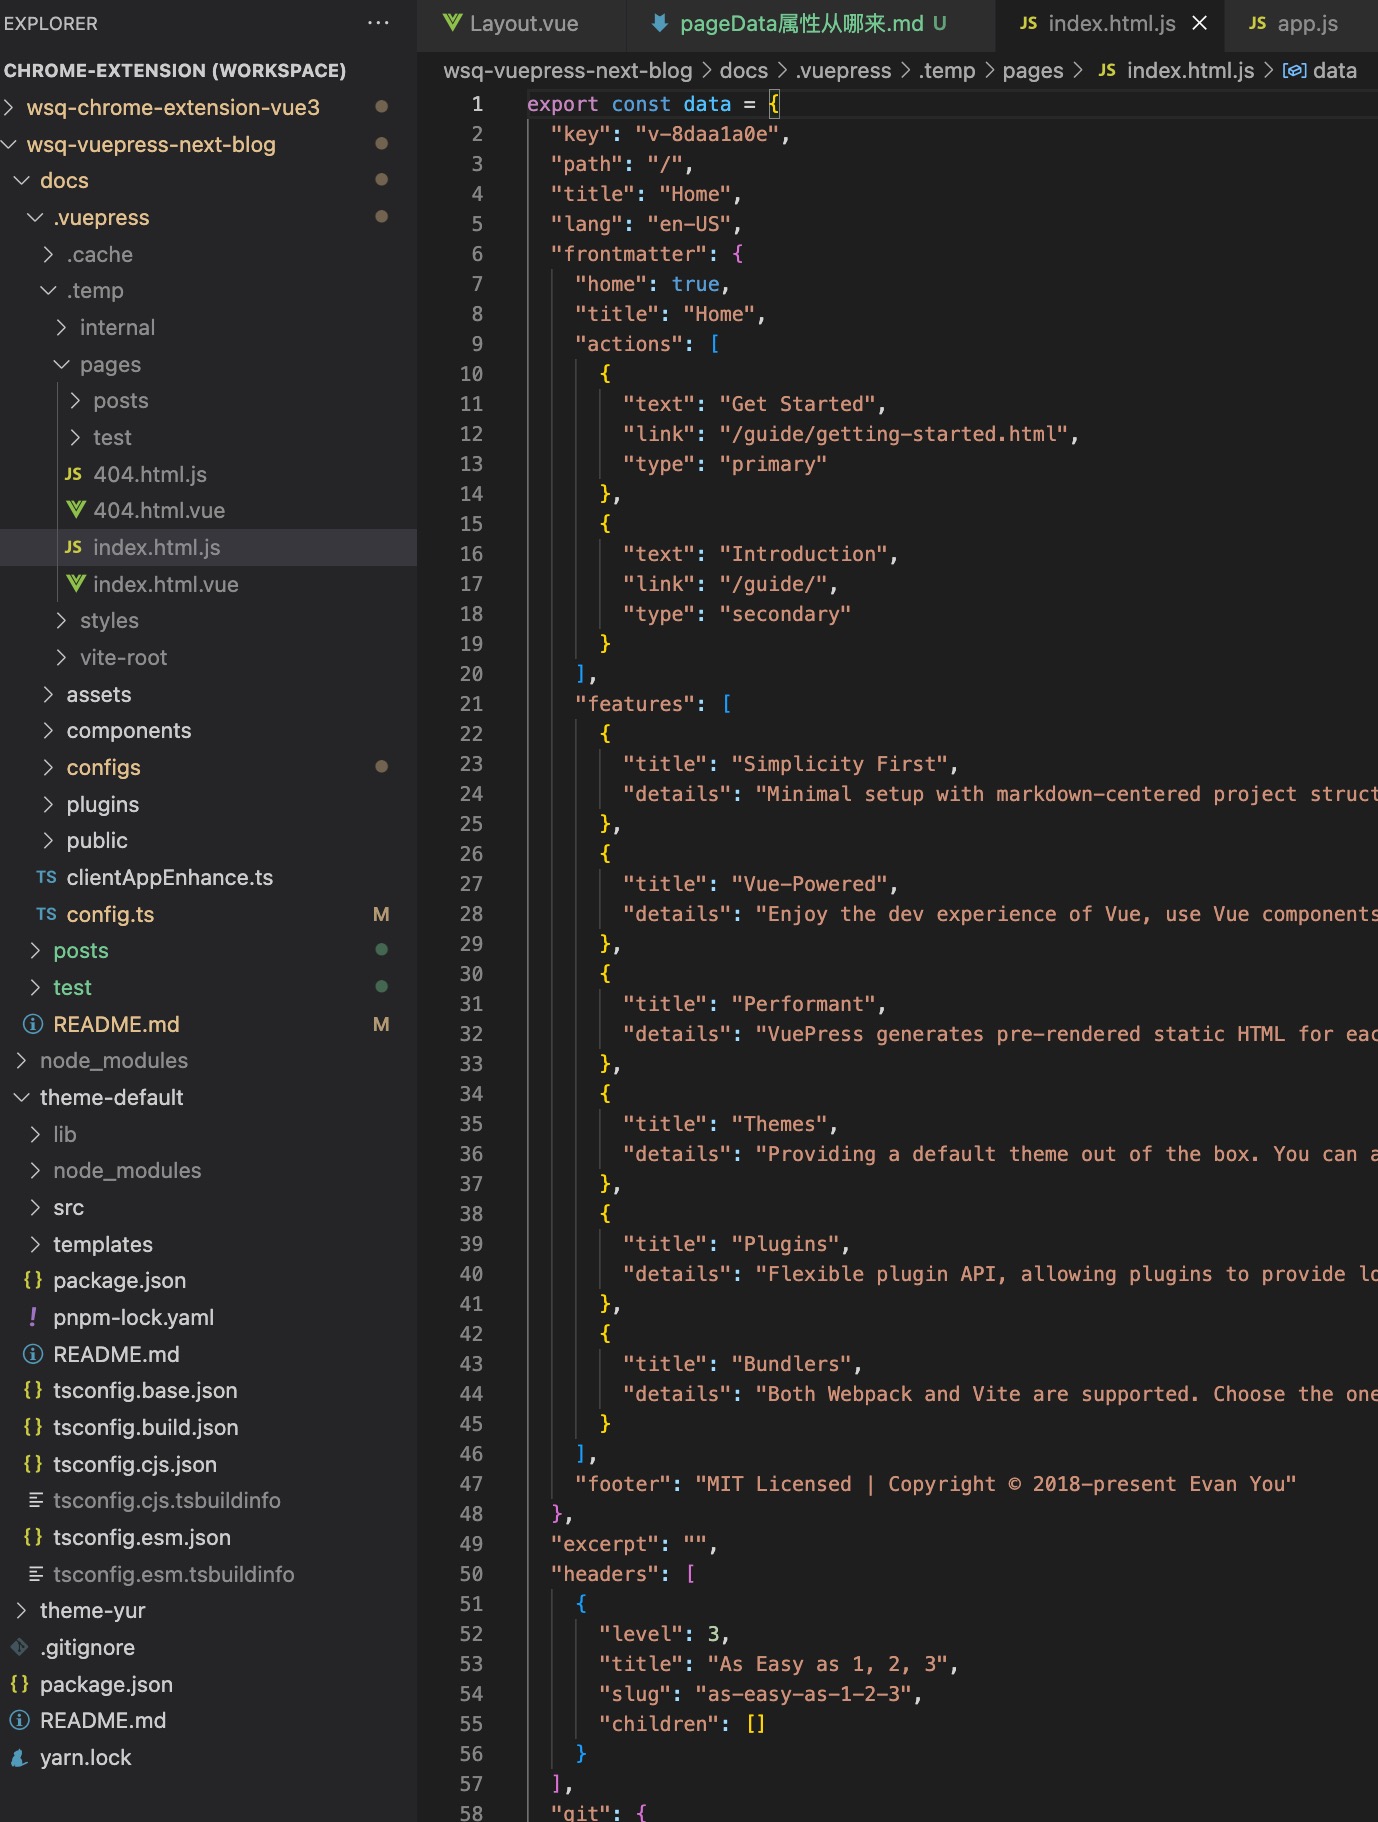 EXPLORER
CHROME-EXTENSION (WORKSPACE)
wsq-chrome-extension-vue3
wsq-vuepress-next-blog
docs
.vuepress
.cache
.temp
internal
pages
posts
test
JS 404.html.js
404.html.vue
JS index.html.js
index.html.vue
styles
vite-root
assets
components
configs
plugins
public
TS clientAppEnhance.ts
TS config.ts M
posts
test
README.md M
node_modules
theme-default
lib
node_modules
src
templates
{} package.json
! pnpm-lock.yaml
README.md
{} tsconfig.base.json
{} tsconfig.build.json
{} tsconfig.cjs.json
tsconfig.cjs.tsbuildinfo
{} tsconfig.esm.json
tsconfig.esm.tsbuildinfo
theme-yur
.gitignore
{} package.json
README.md
yarn.lock
Layout.vue pageData属性从哪来.md U JS index.html.js JS app.js
wsq-vuepress-next-blog > docs > .vuepress > .temp > pages > JS index.html.js > data
1 export const data = {
2 "key": "v-8daa1a0e",
3 "path": "/",
4 "title": "Home",
5 "lang": "en-US",
6 "frontmatter": {
7 "home": true,
8 "title": "Home",
9 "actions": [
10 {
11 "text": "Get Started",
12 "link": "/guide/getting-started.html",
13 "type": "primary"
14 },
15 {
16 "text": "Introduction",
17 "link": "/guide/",
18 "type": "secondary"
19 }
20 ],
21 "features": [
22 {
23 "title": "Simplicity First",
24 "details": "Minimal setup with markdown-centered project struct
25 },
26 {
27 "title": "Vue-Powered",
28 "details": "Enjoy the dev experience of Vue, use Vue components
29 },
30 {
31 "title": "Performant",
32 "details": "VuePress generates pre-rendered static HTML for eac
33 },
34 {
35 "title": "Themes",
36 "details": "Providing a default theme out of the box. You can a
37 },
38 {
39 "title": "Plugins",
40 "details": "Flexible plugin API, allowing plugins to provide lo
41 },
42 {
43 "title": "Bundlers",
44 "details": "Both Webpack and Vite are supported. Choose the one
45 }
46 ],
47 "footer": "MIT Licensed | Copyright © 2018-present Evan You"
48 },
49 "excerpt": "",
50 "headers": [
51 {
52 "level": 3,
53 "title": "As Easy as 1, 2, 3",
54 "slug": "as-easy-as-1-2-3",
55 "children": []
56 }
57 ],
58 "git": {